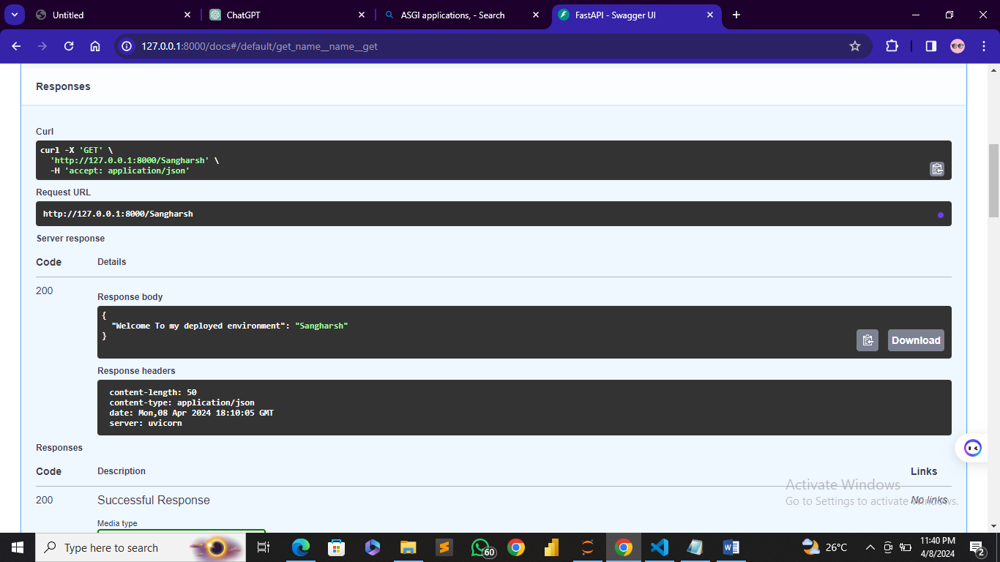 Untitled
ChatGPT
ASGI applications, - Search
FastAPI - Swagger UI
127.0.0.1:8000/docs#/default/get_name__name__get
Responses
Curl
curl -X 'GET' \
'http://127.0.0.1:8000/Sangharsh' \
-H 'accept: application/json'
Request URL
http://127.0.0.1:8000/Sangharsh
Server response
Code Details
200
Response body
{
"Welcome To my deployed environment": "Sangharsh"
}
Download
Response headers
content-length: 50
content-type: application/json
date: Mon,08 Apr 2024 18:10:05 GMT
server: uvicorn
Responses
Code Description Links
200 Successful Response No links
Media type
Activate Windows
Go to Settings to activate Windows.
Type here to search
60
26°C
11:40 PM
4/8/2024
2